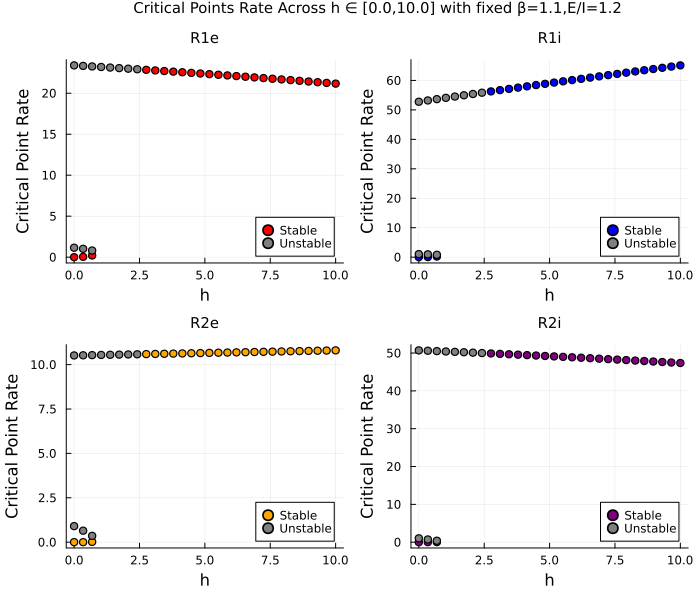 Critical Points Rate Across h ∈ [0.0,10.0] with fixed β=1.1,E/I=1.2
R1e
Critical Point Rate
20
15
10
5
0
Stable
Unstable
0.0 2.5 5.0 7.5 10.0
h
R1i
Critical Point Rate
60
50
40
30
20
10
0
Stable
Unstable
0.0 2.5 5.0 7.5 10.0
h
R2e
Critical Point Rate
10.0
7.5
5.0
2.5
0.0
Stable
Unstable
0.0 2.5 5.0 7.5 10.0
h
R2i
Critical Point Rate
50
40
30
20
10
0
Stable
Unstable
0.0 2.5 5.0 7.5 10.0
h